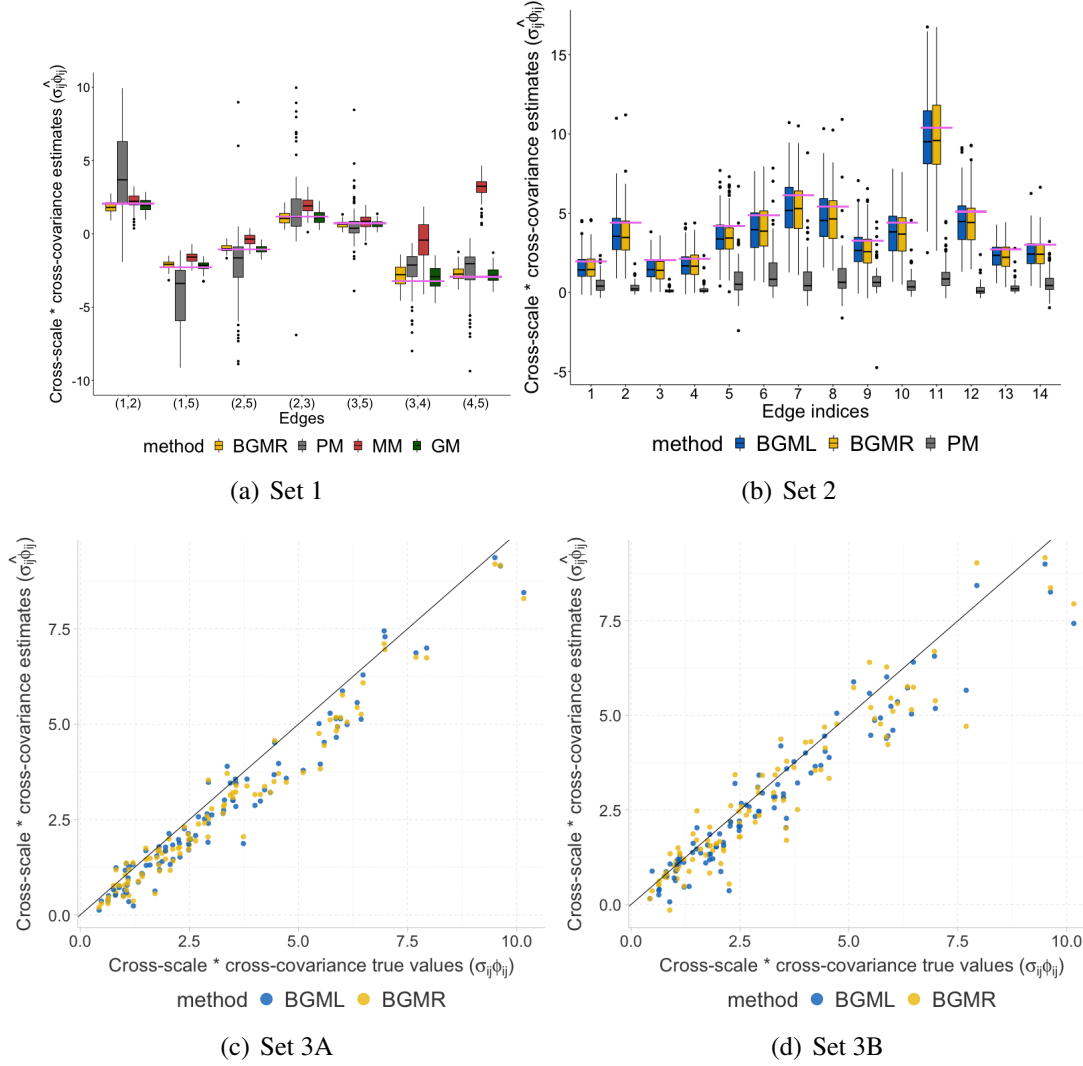 Cross-scale * cross-covariance estimates (σ̂ᵢⱼϕᵢⱼ)
10
5
0
-5
-10
(1,2) (1,5) (2,5) (2,3) (3,5) (3,4) (4,5)
Edges
method BGMR PM MM GM
(a) Set 1
Cross-scale * cross-covariance estimates (σ̂ᵢⱼϕᵢⱼ)
15
10
5
0
-5
1 2 3 4 5 6 7 8 9 10 11 12 13 14
Edge indices
method BGML BGMR PM
(b) Set 2
Cross-scale * cross-covariance estimates (σ̂ᵢⱼϕᵢⱼ)
7.5
5.0
2.5
0.0
0.0 2.5 5.0 7.5 10.0
Cross-scale * cross-covariance true values (σᵢⱼϕᵢⱼ)
method BGML BGMR
(c) Set 3A
Cross-scale * cross-covariance estimates (σ̂ᵢⱼϕᵢⱼ)
7.5
5.0
2.5
0.0
0.0 2.5 5.0 7.5 10.0
Cross-scale * cross-covariance true values (σᵢⱼϕᵢⱼ)
method BGML BGMR
(d) Set 3B